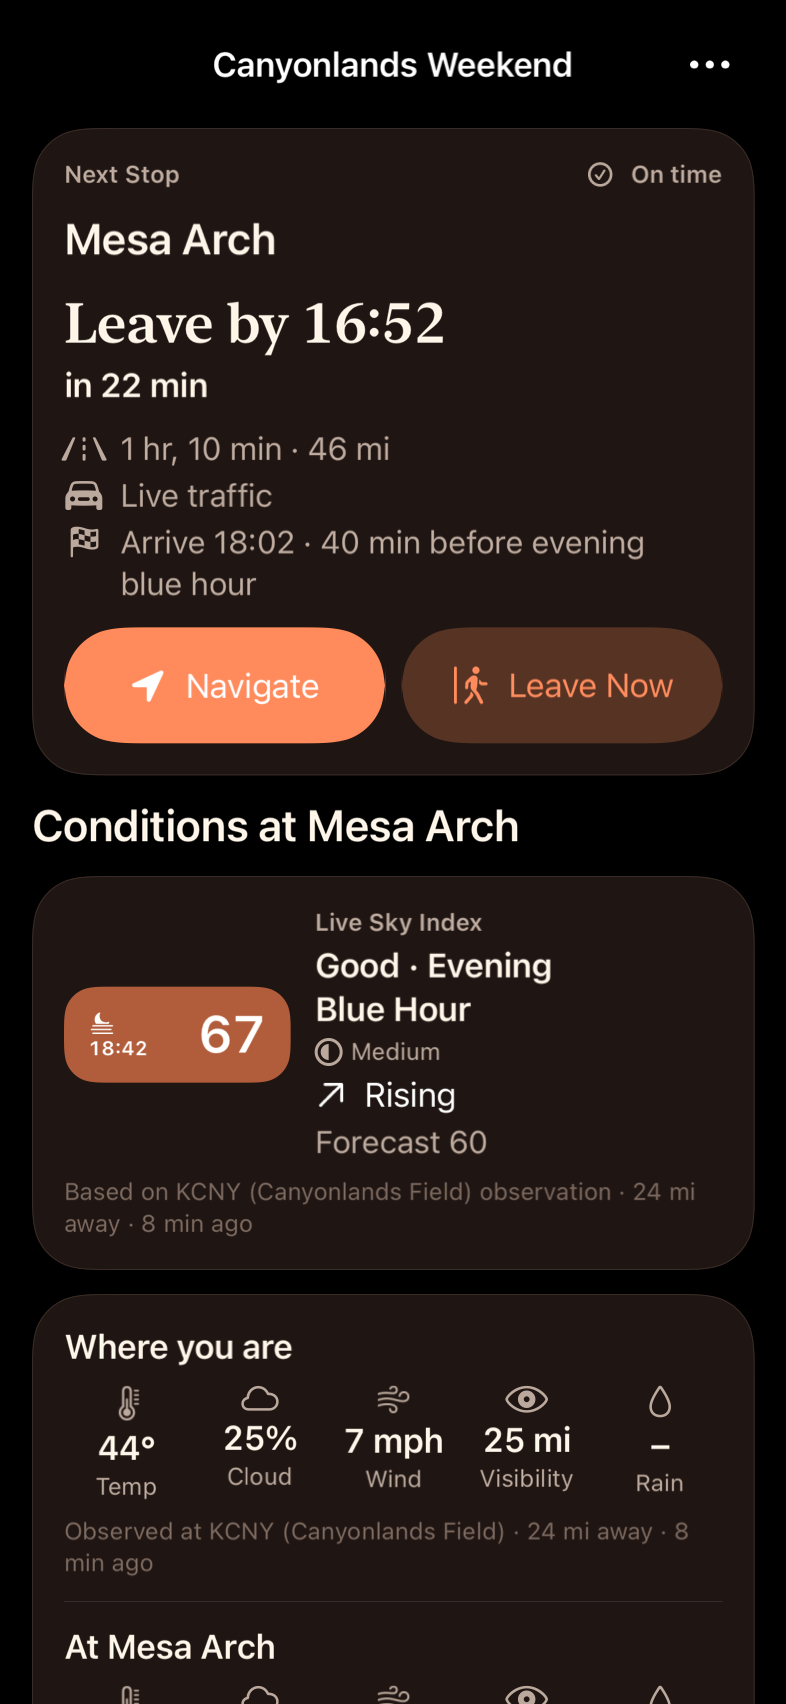 Canyonlands Weekend
Next Stop
On time
Mesa Arch
Leave by 16:52
in 22 min
1 hr, 10 min · 46 mi
Live traffic
Arrive 18:02 · 40 min before evening
blue hour
Navigate
Leave Now
Conditions at Mesa Arch
18:42
67
Live Sky Index
Good · Evening
Blue Hour
Medium
Rising
Forecast 60
Based on KCNY (Canyonlands Field) observation · 24 mi
away · 8 min ago
Where you are
44° 25% 7 mph 25 mi –
Temp Cloud Wind Visibility Rain
Observed at KCNY (Canyonlands Field) · 24 mi away · 8
min ago
At Mesa Arch